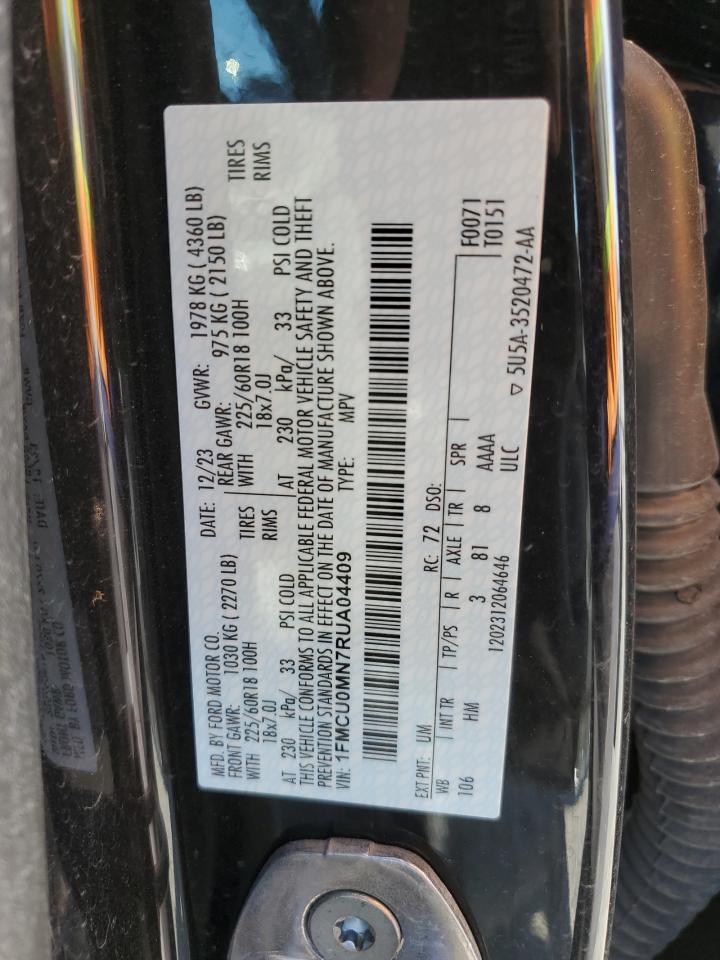 MFD. BY FORD MOTOR CO. DATE: 12/23 GVWR: 1978 KG ( 4360 LB)
FRONT GAWR: 1030 KG ( 2270 LB) REAR GAWR: 975 KG ( 2150 LB)
WITH 225/60R18 100H TIRES WITH 225/60R18 100H TIRES
18x7.0J RIMS 18x7.0J RIMS
AT 230 kPa/ 33 PSI COLD AT 230 kPa/ 33 PSI COLD
THIS VEHICLE CONFORMS TO ALL APPLICABLE FEDERAL MOTOR VEHICLE SAFETY AND THEFT
PREVENTION STANDARDS IN EFFECT ON THE DATE OF MANUFACTURE SHOWN ABOVE.
VIN: 1FMCU0MN7RUA04409 TYPE: MPV
EXT PNT: UM RC: 72 DSO: F0071
WB INT TR TP/PS R AXLE TR SPR T0151
106 HM 3 81 8 AAAA
1202312064646 ULC
▽ 5U5A-3520472-AA